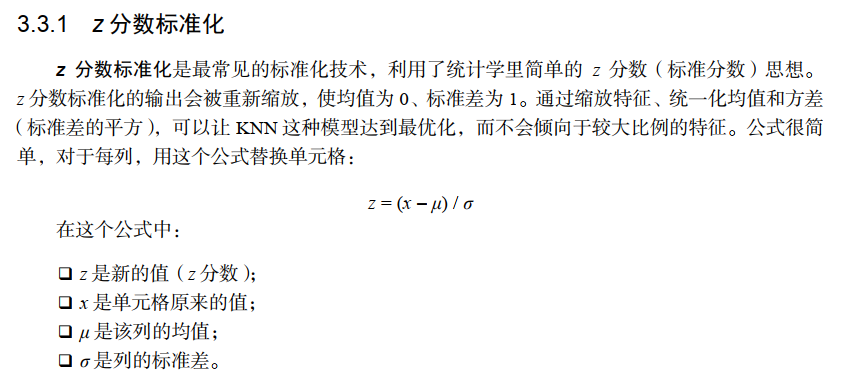 3.3.1 z 分数标准化
z 分数标准化是最常见的标准化技术，利用了统计学里简单的 z 分数（标准分数）思想。
z 分数标准化的输出会被重新缩放，使均值为 0、标准差为 1。通过缩放特征、统一化均值和方差
（标准差的平方），可以让 KNN 这种模型达到最优化，而不会倾向于较大比例的特征。公式很简
单，对于每列，用这个公式替换单元格：
z = (x − μ) / σ
在这个公式中：
❑ z 是新的值（z 分数）；
❑ x 是单元格原来的值；
❑ μ 是该列的均值；
❑ σ 是列的标准差。